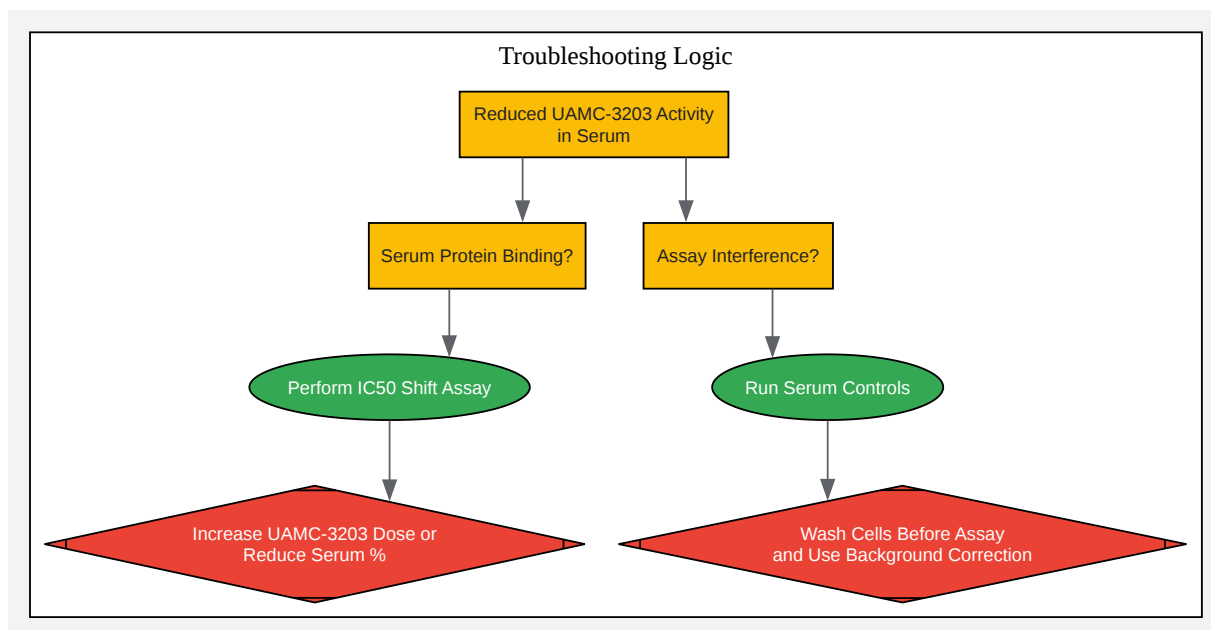 Troubleshooting Logic
Reduced UAMC-3203 Activity
in Serum
Serum Protein Binding?
Assay Interference?
Perform IC50 Shift Assay
Run Serum Controls
Increase UAMC-3203 Dose or
Reduce Serum %
Wash Cells Before Assay
and Use Background Correction